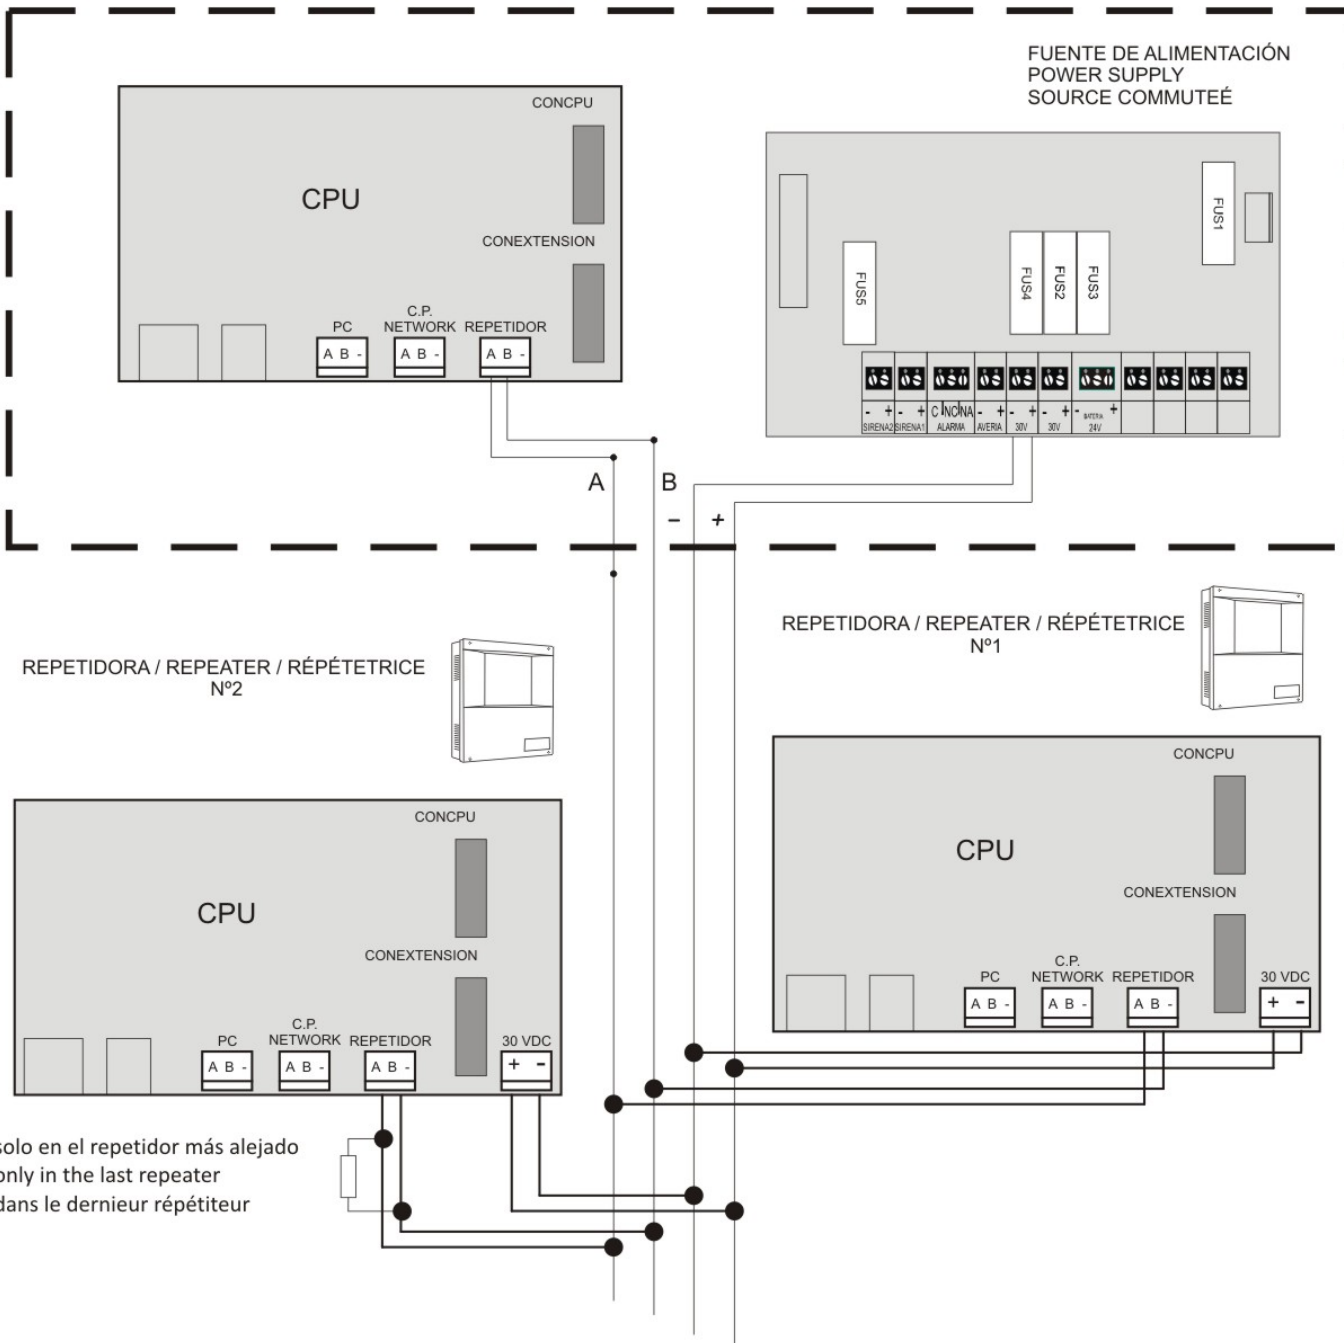 FUENTE DE ALIMENTACIÓN
POWER SUPPLY
SOURCE COMMUTEÉ
CONCPU
CPU
CONEXTENSION
PC
C.P.
NETWORK
REPETIDOR
A B -
A B -
A B -
FUS1
FUS5
FUS4
FUS2
FUS3
- +
- +
C NC NA
- +
- +
- +
- +
SIRENA2
SIRENA1
ALARMA
AVERIA
30V
30V
BATERIA
24V
A
B
- +
REPETIDORA / REPEATER / RÉPÉTETRICE
Nº1
REPETIDORA / REPEATER / RÉPÉTETRICE
Nº2
CONCPU
CPU
CONEXTENSION
PC
C.P.
NETWORK
REPETIDOR
30 VDC
A B -
A B -
A B -
+ -
CONCPU
CPU
CONEXTENSION
PC
C.P.
NETWORK
REPETIDOR
30 VDC
A B -
A B -
A B -
+ -
solo en el repetidor más alejado
only in the last repeater
dans le dernieur répétiteur